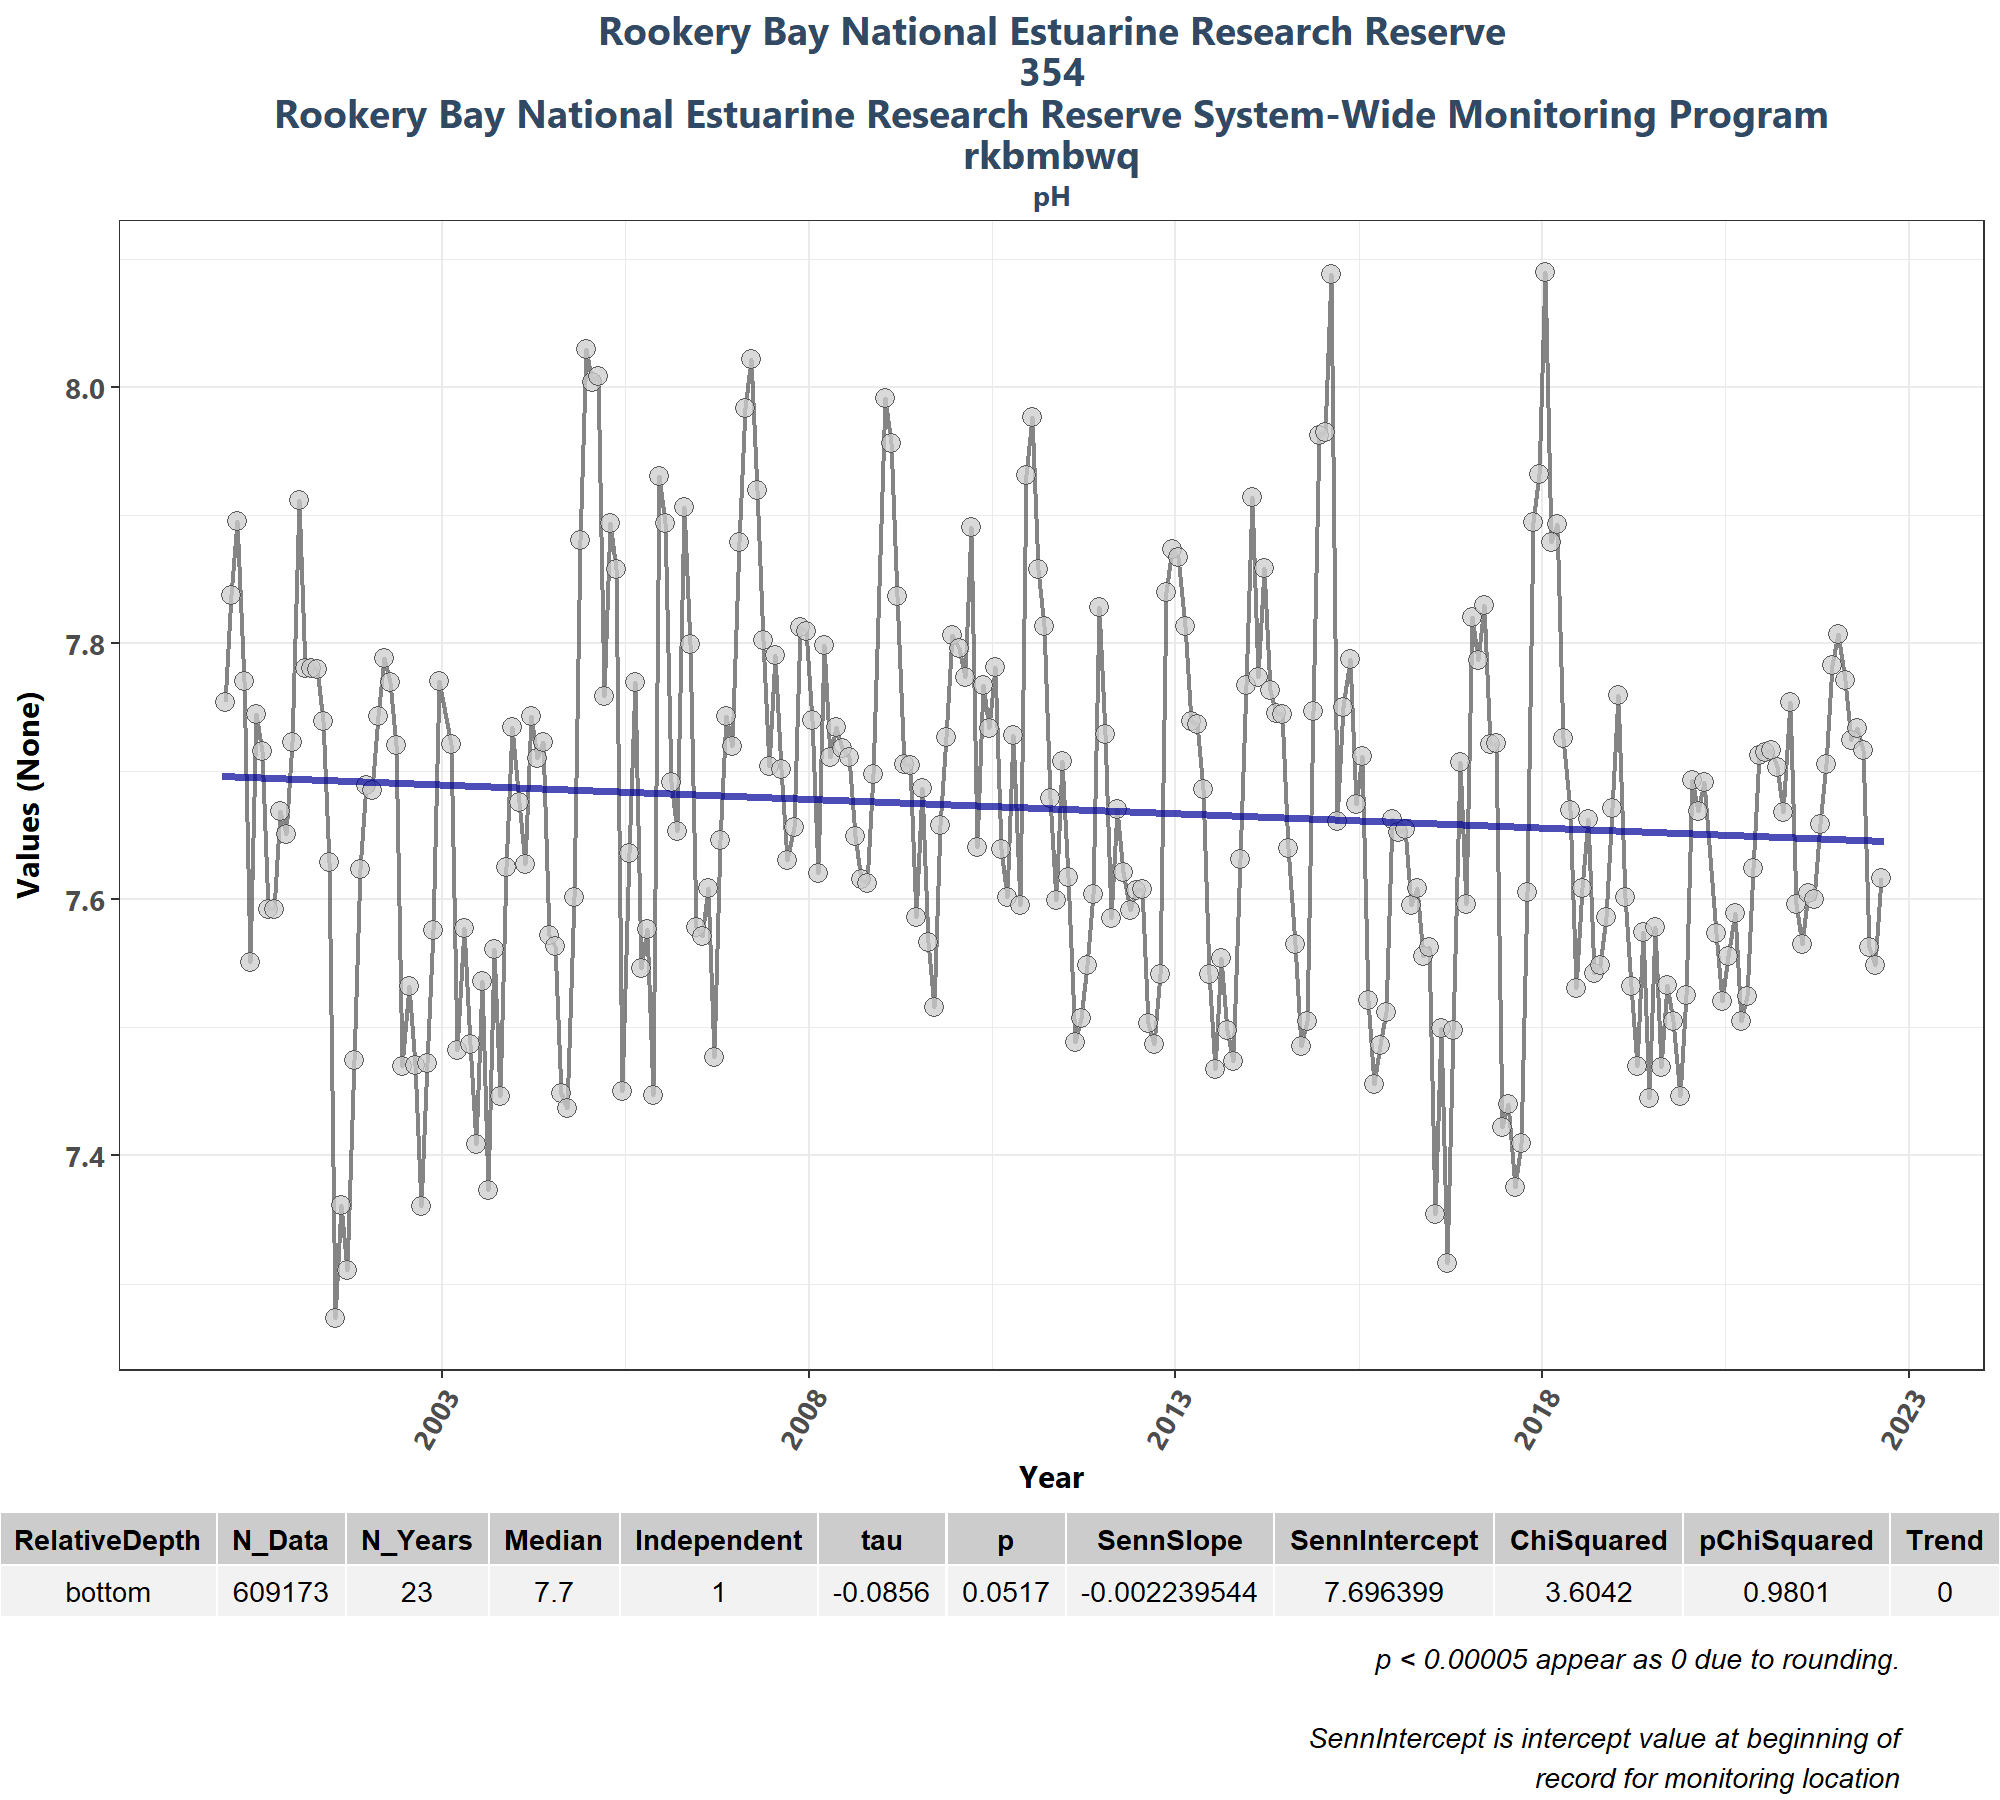 Rookery Bay National Estuarine Research Reserve
354
Rookery Bay National Estuarine Research Reserve System-Wide Monitoring Program
rkbmbwq
pH
8.0
7.8
7.6
7.4
Values (None)
2003 2008 2013 2018 2023
Year
RelativeDepth N_Data N_Years Median Independent tau p SennSlope SennIntercept ChiSquared pChiSquared Trend
bottom 609173 23 7.7 1 -0.0856 0.0517 -0.002239544 7.696399 3.6042 0.9801 0
p < 0.00005 appear as 0 due to rounding.
SennIntercept is intercept value at beginning of
record for monitoring location